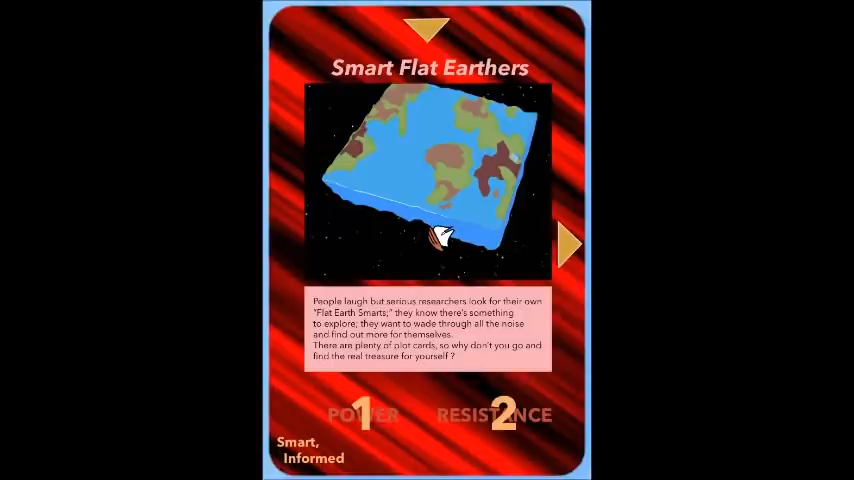 Smart Flat Earthers
People laugh but serious researchers look for their own
“Flat Earth Smarts;” they know there’s something
to explore; they want to wade through all the noise
and find out more for themselves.
There are plenty of plot cards, so why don’t you go and
find the real treasure for yourself ?
POWER 1 RESISTANCE 2
Smart,
Informed